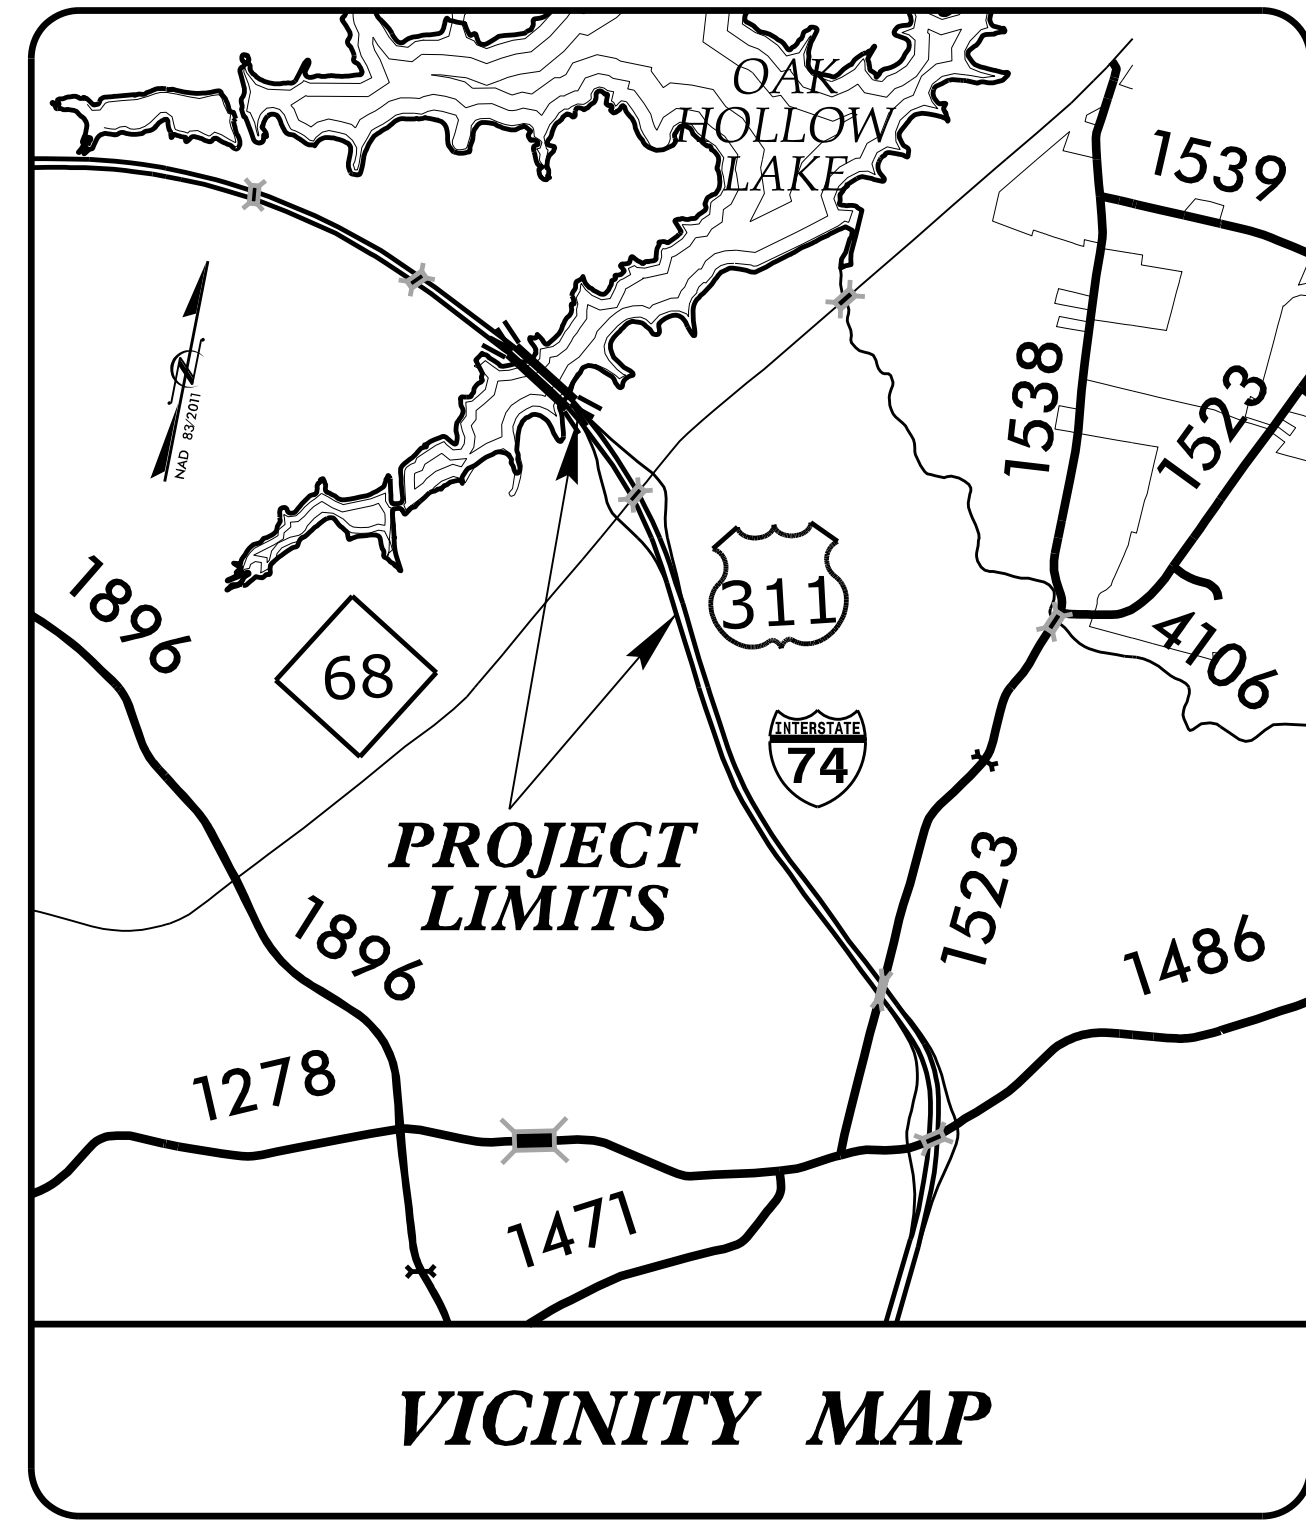 OAK
HOLLOW
LAKE
1539
NAD 83/2011
1538
1523
1896
311
68
4106
INTERSTATE
74
PROJECT
LIMITS
1523
1896
1486
1278
1471
VICINITY MAP